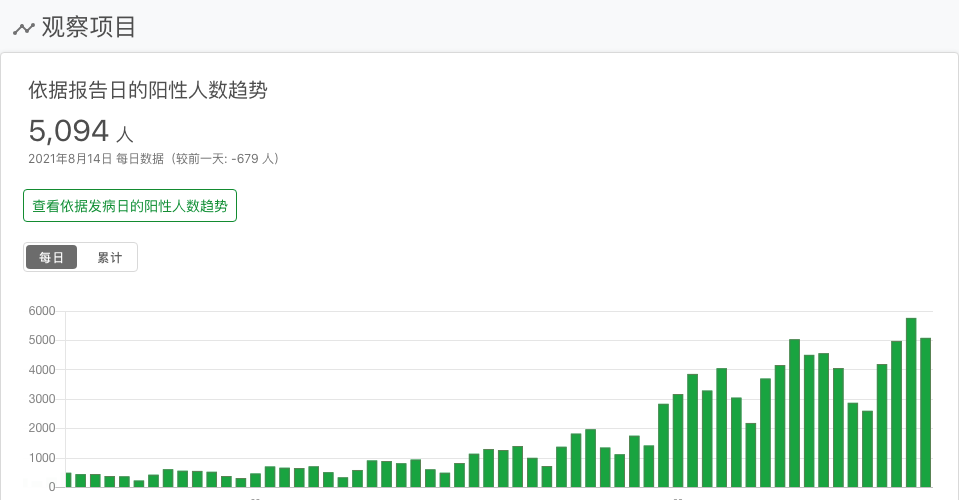 观察项目
依据报告日的阳性人数趋势
5,094 人
2021年8月14日 每日数据（较前一天: -679 人）
查看依据发病日的阳性人数趋势
每日 累计
6000
5000
4000
3000
2000
1000
0